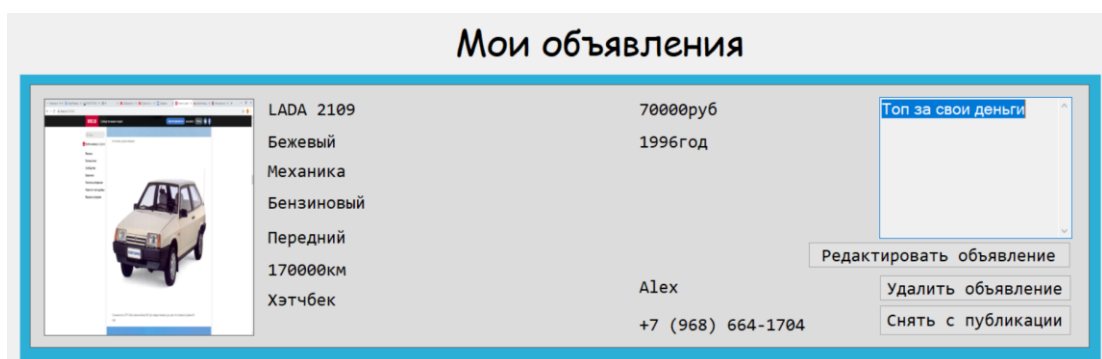 Мои объявления
LADA 2109
Бежевый
Механика
Бензиновый
Передний
170000км
Хэтчбек
70000руб
1996год
Alex
+7 (968) 664-1704
Топ за свои деньги
Редактировать объявление
Удалить объявление
Снять с публикации